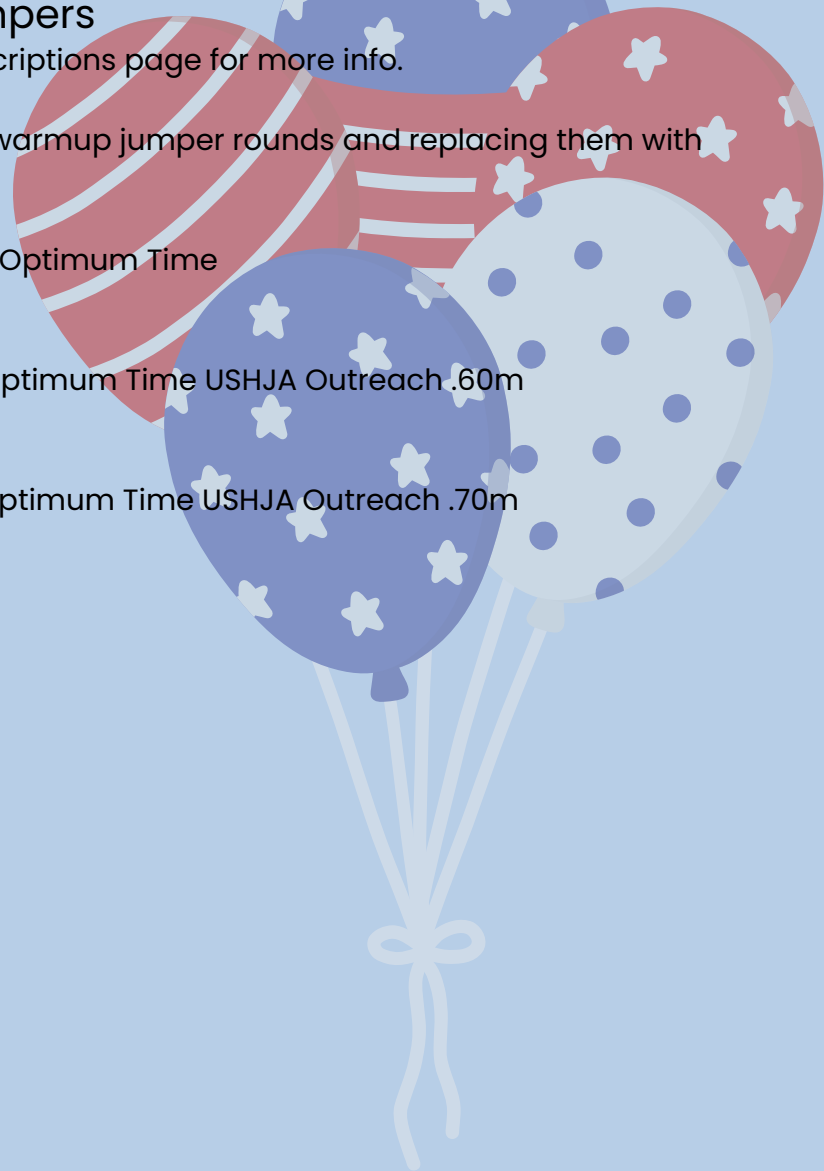 npers
criptions page for more info.
warmup jumper rounds and replacing them with
Optimum Time
ptimum Time USHJA Outreach .60m
ptimum Time USHJA Outreach .70m